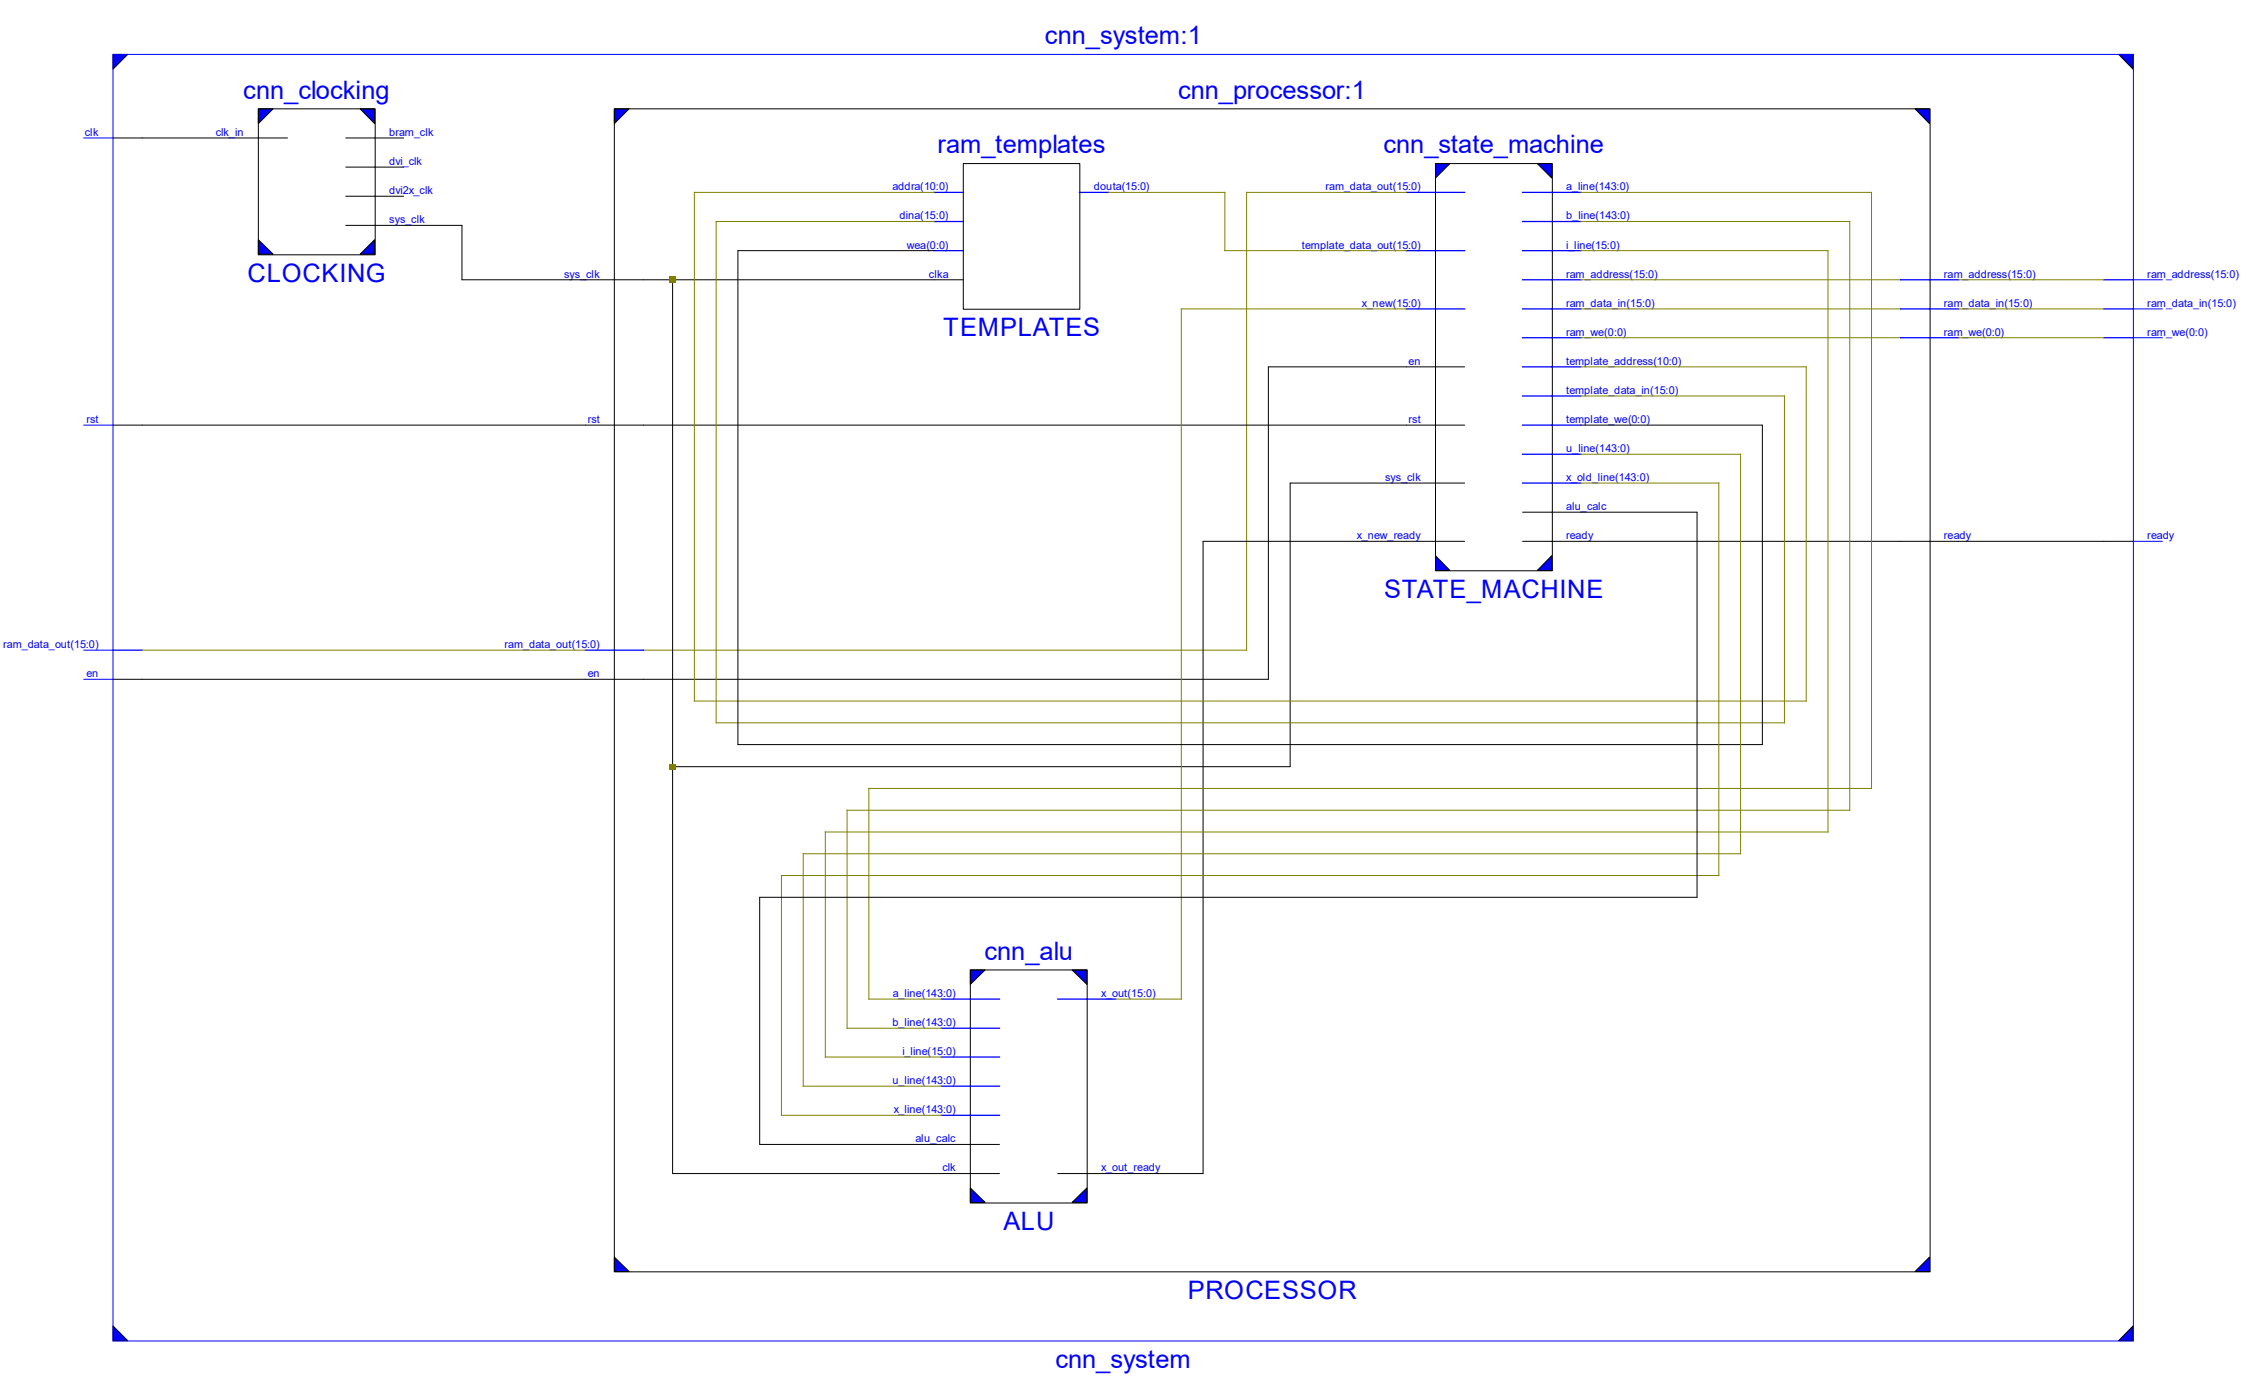 cnn_system:1
cnn_clocking
cnn_processor:1
clk
clk_in
bram_clk
dvi_clk
dvi2x_clk
sys_clk
CLOCKING
sys_clk
ram_templates
addra(10:0)
dina(15:0)
wea(0:0)
clka
douta(15:0)
TEMPLATES
cnn_state_machine
ram_data_out(15:0)
template_data_out(15:0)
x_new(15:0)
en
rst
sys_clk
x_new_ready
a_line(143:0)
b_line(143:0)
i_line(15:0)
ram_address(15:0)
ram_data_in(15:0)
ram_we(0:0)
template_address(10:0)
template_data_in(15:0)
template_we(0:0)
u_line(143:0)
x_old_line(143:0)
alu_calc
ready
STATE_MACHINE
ram_address(15:0)
ram_data_in(15:0)
ram_we(0:0)
ready
ram_address(15:0)
ram_data_in(15:0)
ram_we(0:0)
ready
rst
rst
ram_data_out(15:0)
ram_data_out(15:0)
en
en
cnn_alu
a_line(143:0)
b_line(143:0)
i_line(15:0)
u_line(143:0)
x_line(143:0)
alu_calc
clk
x_out(15:0)
x_out_ready
ALU
PROCESSOR
cnn_system